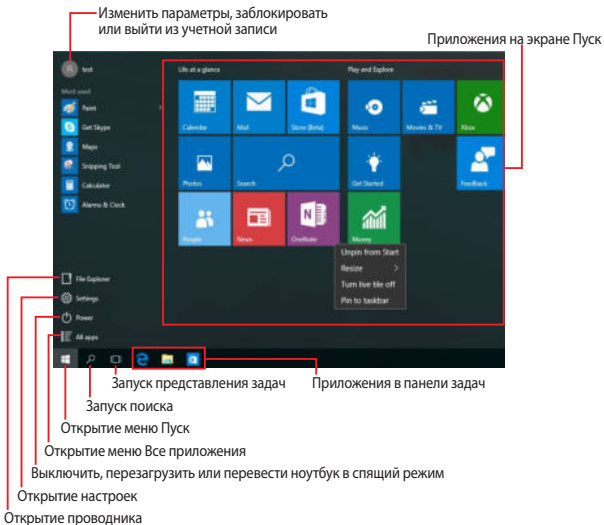 Изменить параметры, заблокировать
или выйти из учетной записи
Приложения на экране Пуск
test
Most used
Paint
Get Skype
Maps
Snipping Tool
Calculator
Alarms & Clock
File Explorer
Settings
Power
All apps
Life at a glance
Play and Explore
Calendar
Mail
Store (Beta)
Music
Movies & TV
Xbox
Photos
Search
Get Started
Feedback
People
News
OneNote
Money
Unpin from Start
Resize
Turn live tile off
Pin to taskbar
Запуск представления задач
Приложения в панели задач
Запуск поиска
Открытие меню Пуск
Открытие меню Все приложения
Выключить, перезагрузить или перевести ноутбук в спящий режим
Открытие настроек
Открытие проводника